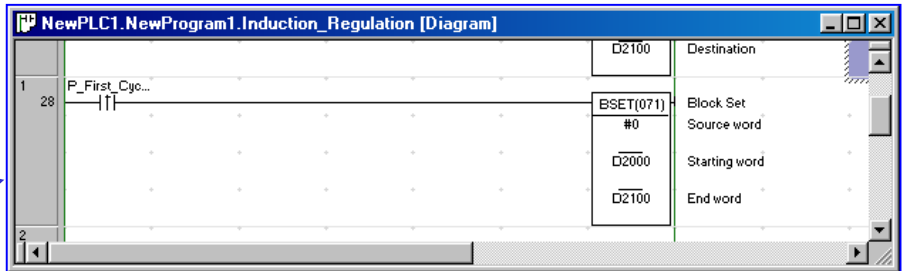 NewPLC1.NewProgram1.Induction_Regulation [Diagram]
D2100 Destination
1 P_First_Cyc...
28
BSET(071) Block Set
#0 Source word
D2000 Starting word
D2100 End word
2